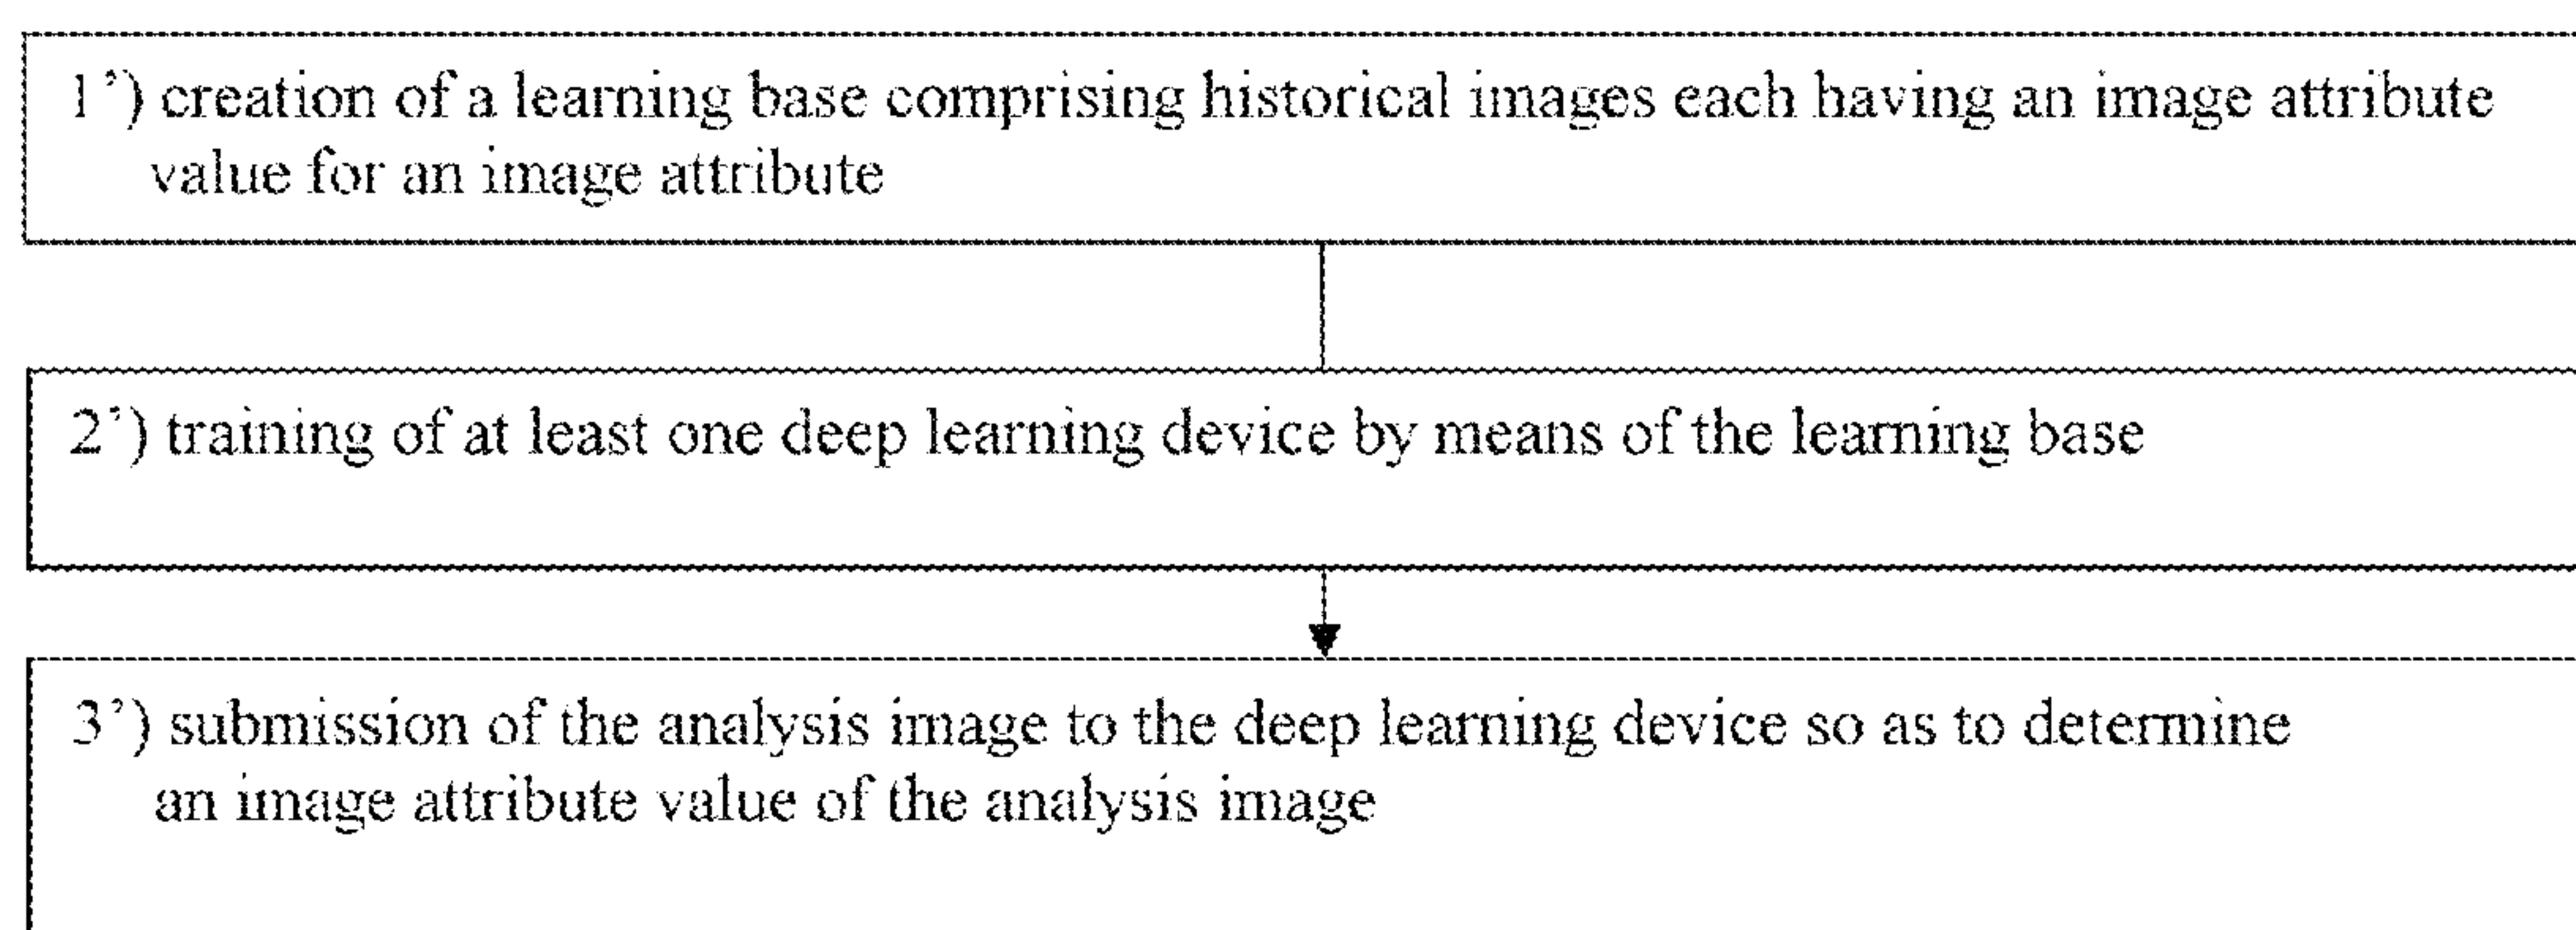 1’) creation of a learning base comprising historical images each having an image attribute
value for an image attribute
2’) training of at least one deep learning device by means of the learning base
3’) submission of the analysis image to the deep learning device so as to determine
an image attribute value of the analysis image